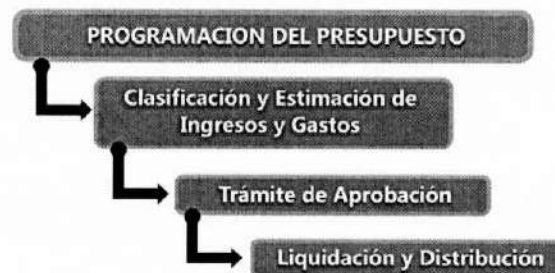 PROGRAMACION DEL PRESUPUESTO
Clasificación y Estimación de
Ingresos y Gastos
Trámite de Aprobación
Liquidación y Distribución